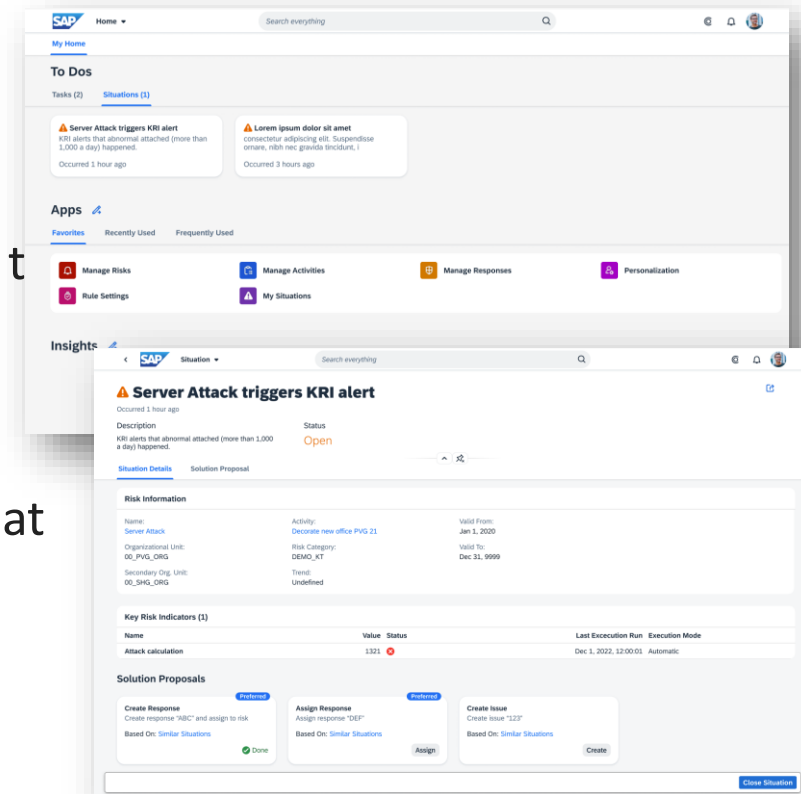 SAP Home Search everything
My Home
To Dos
Tasks (2) Situations (1)
Server Attack triggers KRI alert
KRI alerts that abnormal attached (more than
1,000 a day) happened.
Occurred 1 hour ago
Lorem ipsum dolor sit amet
consectetur adipiscing elit. Suspendisse
ornare, nibh nec gravida tincidunt, i
Occurred 3 hours ago
Apps
Favorites Recently Used Frequently Used
t
Manage Risks Manage Activities Manage Responses Personalization
Rule Settings My Situations
Insights
SAP Situation Search everything
Server Attack triggers KRI alert
Occurred 1 hour ago
Description Status
KRI alerts that abnormal attached (more than 1,000
a day) happened.
Open
Situation Details Solution Proposal
at
Risk Information
Name: Activity: Valid From:
Server Attack Decorate new office PVG 21 Jan 1, 2020
Organizational Unit: Risk Category: Valid To:
00_PVG_ORG DEMO_KT Dec 31, 9999
Secondary Org. Unit: Trend:
00_SHG_ORG Undefined
Key Risk Indicators (1)
Name Value Status Last Excecution Run Execution Mode
Attack calculation 1321 Dec 1, 2022, 12:00:01 Automatic
Solution Proposals
Preferred
Create Response
Create response "ABC" and assign to risk
Based On: Similar Situations
Done
Preferred
Assign Response
Assign response "DEF"
Based On: Similar Situations
Assign
Create Issue
Create issue "123"
Based On: Similar Situations
Create
Close Situation